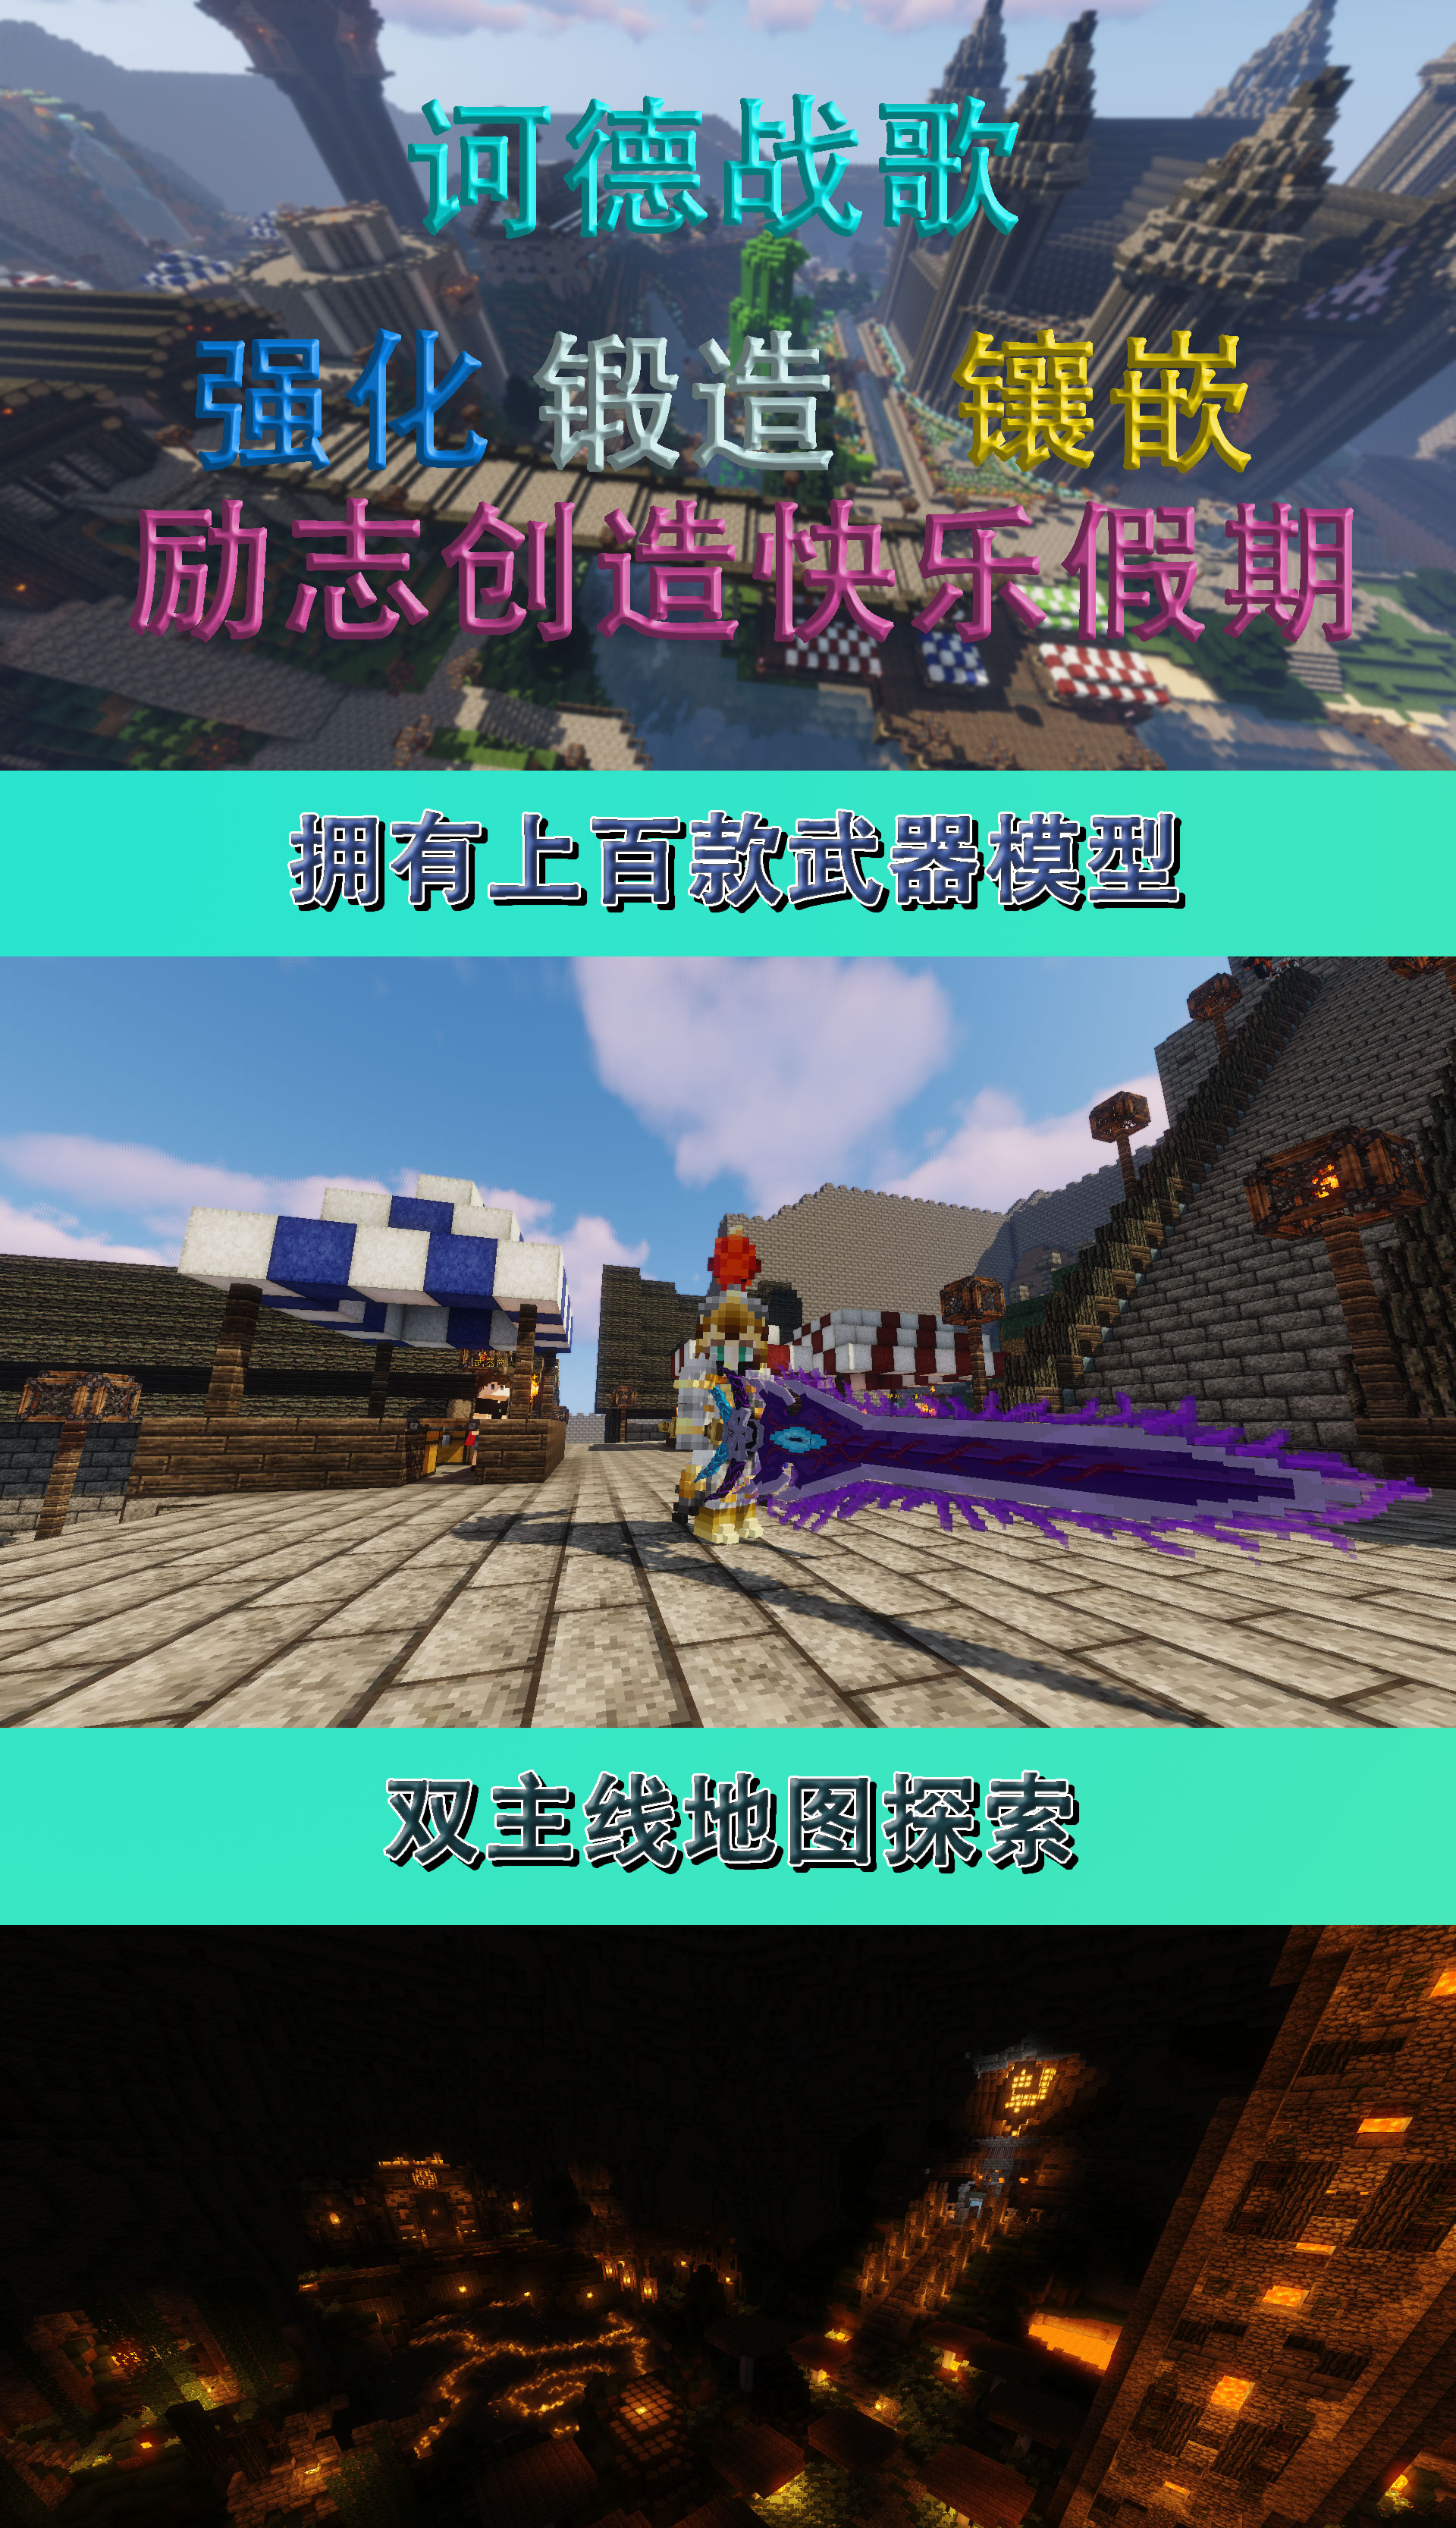 诃德战歌
强化 锻造 镶嵌
励志创造快乐假期
拥有上百款武器模型
双主线地图探索